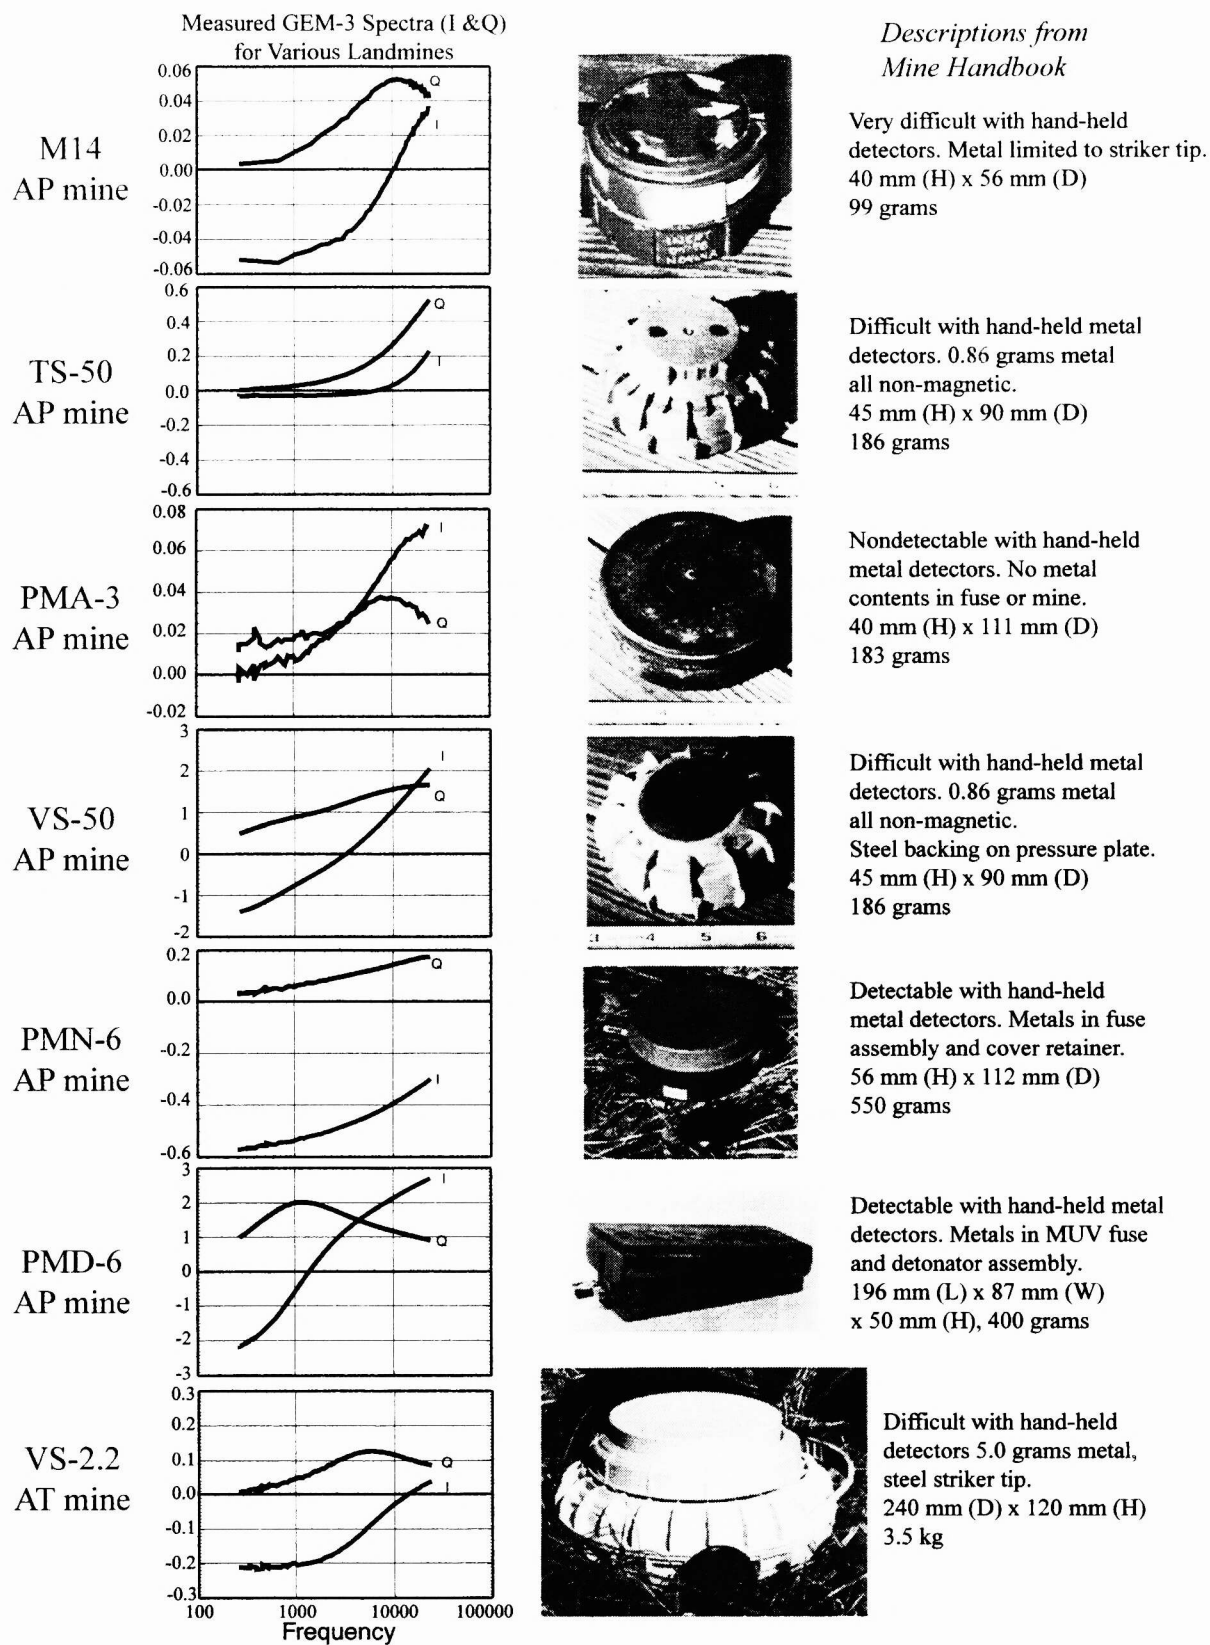 Measured GEM-3 Spectra (I &Q)
for Various Landmines
Descriptions from
Mine Handbook
M14
AP mine
0.06
0.04
0.02
0.00
-0.02
-0.04
-0.06
Q
I
Very difficult with hand-held
detectors. Metal limited to striker tip.
40 mm (H) x 56 mm (D)
99 grams
TS-50
AP mine
0.6
0.4
0.2
0.0
-0.2
-0.4
-0.6
Q
I
Difficult with hand-held metal
detectors. 0.86 grams metal
all non-magnetic.
45 mm (H) x 90 mm (D)
186 grams
PMA-3
AP mine
0.08
0.06
0.04
0.02
0.00
-0.02
I
Q
Nondetectable with hand-held
metal detectors. No metal
contents in fuse or mine.
40 mm (H) x 111 mm (D)
183 grams
VS-50
AP mine
3
2
1
0
-1
-2
I
Q
3 4 5 6
Difficult with hand-held metal
detectors. 0.86 grams metal
all non-magnetic.
Steel backing on pressure plate.
45 mm (H) x 90 mm (D)
186 grams
PMN-6
AP mine
0.2
0.0
-0.2
-0.4
-0.6
Q
I
Detectable with hand-held
metal detectors. Metals in fuse
assembly and cover retainer.
56 mm (H) x 112 mm (D)
550 grams
PMD-6
AP mine
3
2
1
0
-1
-2
-3
I
Q
Detectable with hand-held metal
detectors. Metals in MUV fuse
and detonator assembly.
196 mm (L) x 87 mm (W)
x 50 mm (H), 400 grams
VS-2.2
AT mine
0.3
0.2
0.1
0.0
-0.1
-0.2
-0.3
Q
I
100 1000 10000 100000
Frequency
Difficult with hand-held
detectors 5.0 grams metal,
steel striker tip.
240 mm (D) x 120 mm (H)
3.5 kg